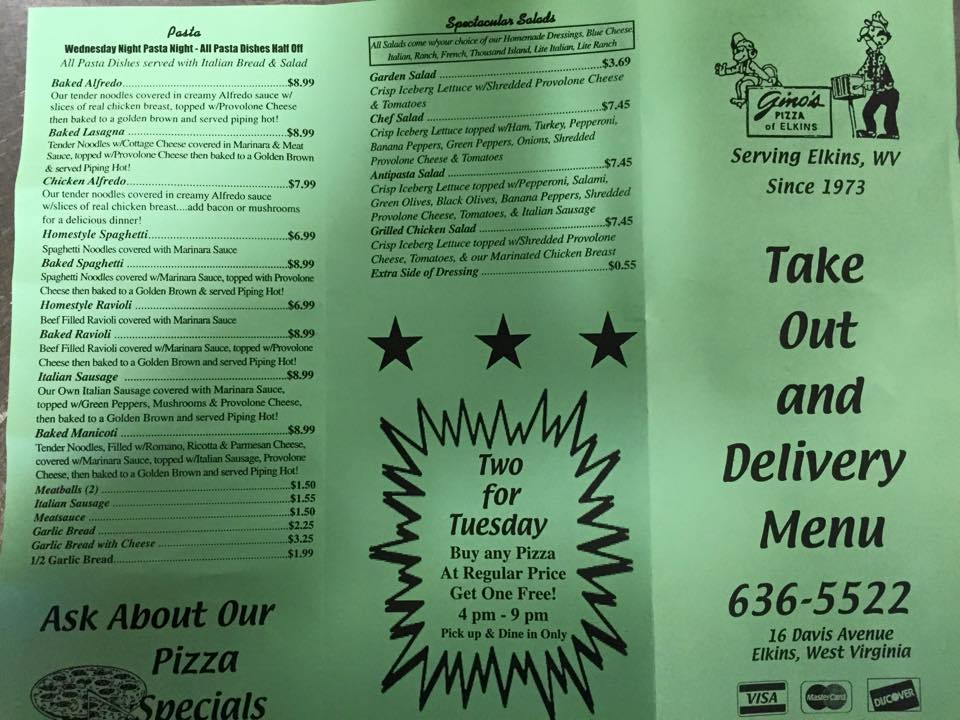 Pasta
Wednesday Night Pasta Night - All Pasta Dishes Half Off
All Pasta Dishes served with Italian Bread & Salad
Baked Alfredo...............................................$8.99
Our tender noodles covered in creamy Alfredo sauce w/
slices of real chicken breast, topped w/Provolone Cheese
then baked to a golden brown and served piping hot!
Baked Lasagna ..............................................$8.99
Tender Noodles w/Cottage Cheese covered in Marinara & Meat
Sauce, topped w/Provolone Cheese then baked to a Golden Brown
& served Piping Hot!
Chicken Alfredo..............................................$7.99
Our tender noodles covered in creamy Alfredo sauce
w/slices of real chicken breast....add bacon or mushrooms
for a delicious dinner!
Homestyle Spaghetti.........................................$6.99
Spaghetti Noodles covered with Marinara Sauce
Baked Spaghetti ..............................................$8.99
Spaghetti Noodles covered w/Marinara Sauce, topped with Provolone
Cheese then baked to a Golden Brown & served Piping Hot!
Homestyle Ravioli ............................................$6.99
Beef Filled Ravioli covered with Marinara Sauce
Baked Ravioli ..................................................$8.99
Beef Filled Ravioli covered w/Marinara Sauce, topped w/Provolone
Cheese then baked to a Golden Brown and served Piping Hot!
Italian Sausage ................................................$8.99
Our Own Italian Sausage covered with Marinara Sauce,
topped w/Green Peppers, Mushrooms & Provolone Cheese,
then baked to a Golden Brown and served Piping Hot!
Baked Manicoti ................................................$8.99
Tender Noodles, Filled w/Romano, Ricotta & Parmesan Cheese,
covered w/Marinara Sauce, topped w/Italian Sausage, Provolone
Cheese, then baked to a Golden Brown and served Piping Hot!
Meatballs (2) ......................................................$1.50
Italian Sausage ...................................................$1.55
Meatsauce ..........................................................$1.50
Garlic Bread .......................................................$2.25
Garlic Bread with Cheese ....................................$3.25
1/2 Garlic Bread..................................................$1.99
Ask About Our
Pizza
Specials
Spectacular Salads
All Salads come w/your choice of our Homemade Dressings, Blue Cheese
Italian, Ranch, French, Thousand Island, Lite Italian, Lite Ranch
Garden Salad .............................................$3.69
Crisp Iceberg Lettuce w/Shredded Provolone Cheese
& Tomatoes
Chef Salad ..................................................$7.45
Crisp Iceberg Lettuce topped w/Ham, Turkey, Pepperoni,
Banana Peppers, Green Peppers, Onions, Shredded
Provolone Cheese & Tomatoes
Antipasta Salad ............................................$7.45
Crisp Iceberg Lettuce topped w/Pepperoni, Salami,
Green Olives, Black Olives, Banana Peppers, Shredded
Provolone Cheese, Tomatoes, & Italian Sausage
Grilled Chicken Salad ...................................$7.45
Crisp Iceberg Lettuce topped w/Shredded Provolone
Cheese, Tomatoes, & our Marinated Chicken Breast
Extra Side of Dressing ...................................$0.55
Two
for
Tuesday
Buy any Pizza
At Regular Price
Get One Free!
4 pm - 9 pm
Pick up & Dine in Only
Gino's
PIZZA
of ELKINS
Serving Elkins, WV
Since 1973
Take
Out
and
Delivery
Menu
636-5522
16 Davis Avenue
Elkins, West Virginia
VISA
MasterCard
DISCOVER